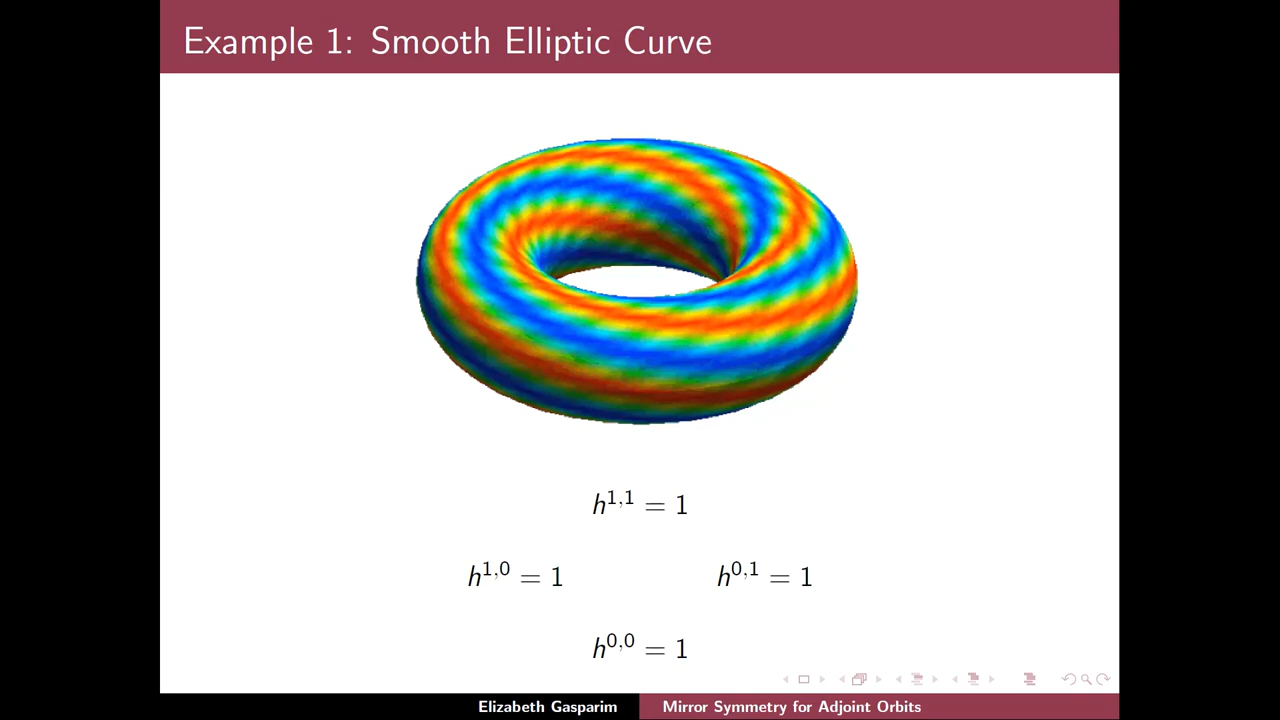 Example 1: Smooth Elliptic Curve
h^{1,1} = 1
h^{1,0} = 1 h^{0,1} = 1
h^{0,0} = 1
Elizabeth Gasparim Mirror Symmetry for Adjoint Orbits